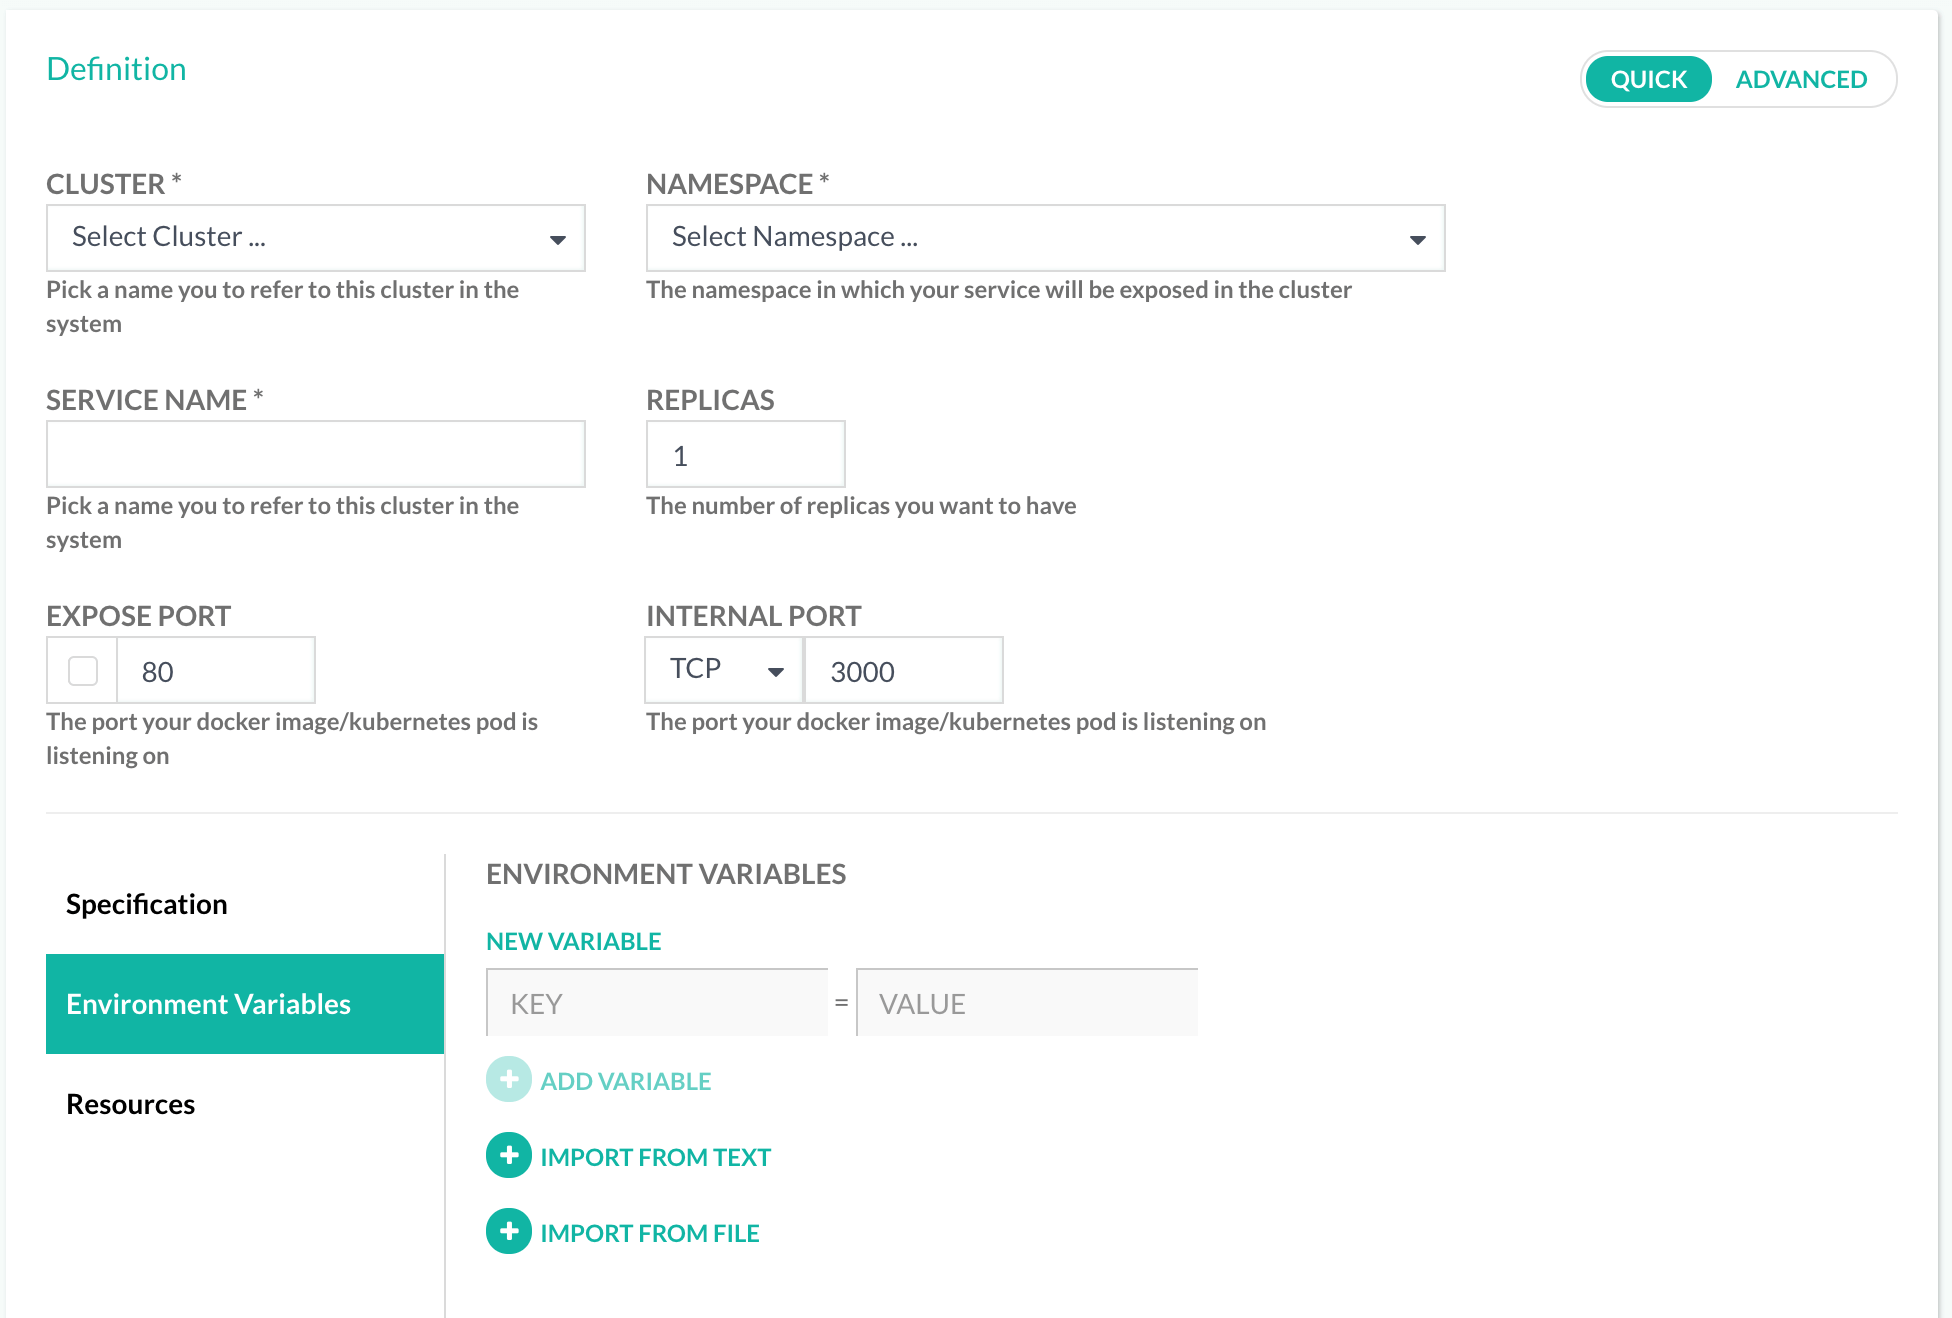 Definition
QUICK ADVANCED
CLUSTER *
Select Cluster ...
Pick a name you to refer to this cluster in the
system
NAMESPACE *
Select Namespace ...
The namespace in which your service will be exposed in the cluster
SERVICE NAME *
Pick a name you to refer to this cluster in the
system
REPLICAS
1
The number of replicas you want to have
EXPOSE PORT
80
The port your docker image/kubernetes pod is
listening on
INTERNAL PORT
TCP 3000
The port your docker image/kubernetes pod is listening on
Specification
Environment Variables
Resources
ENVIRONMENT VARIABLES
NEW VARIABLE
KEY = VALUE
ADD VARIABLE
IMPORT FROM TEXT
IMPORT FROM FILE